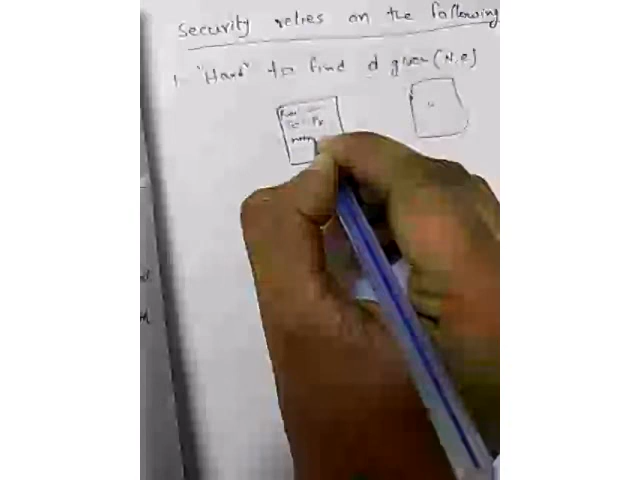 Security relies on the following
1. "Hard" to find d given (N,e)